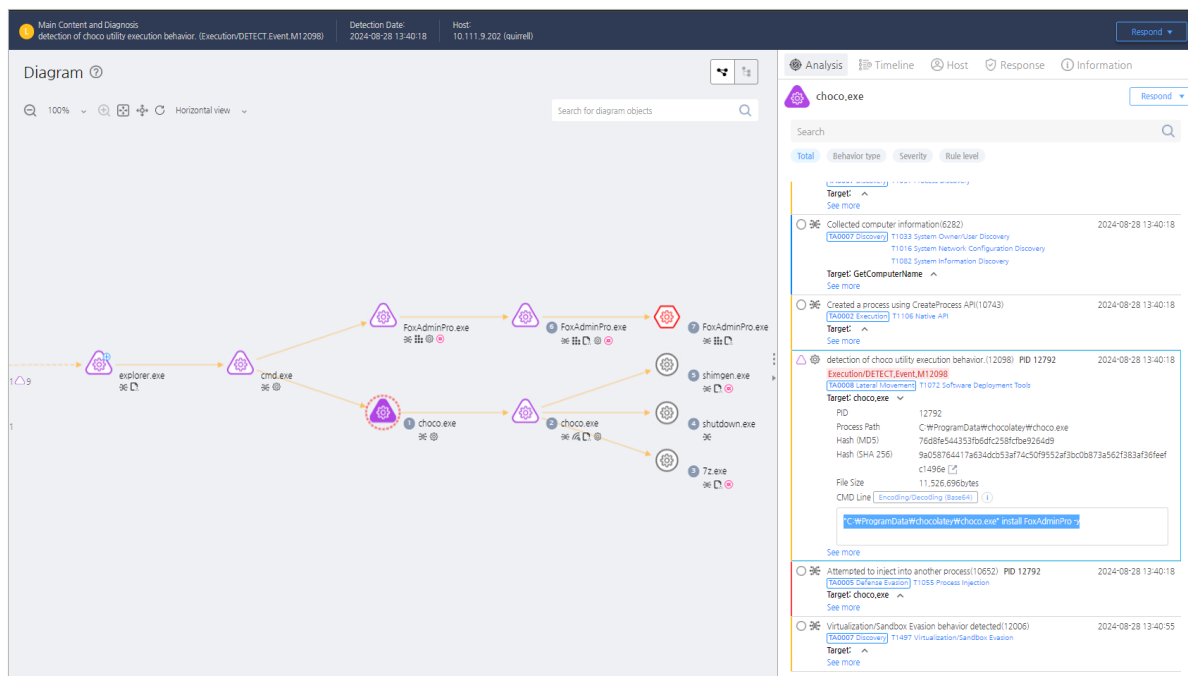 Main Content and Diagnosis
detection of choco utility execution behavior. (Execution/DETECT.Event.M12098)
Detection Date:
2024-08-28 13:40:18
Host:
10.111.9.202 (quirrell)
Respond
Diagram
100%
Horizontal view
Search for diagram objects
9
1
explorer.exe
cmd.exe
FoxAdminPro.exe
6 FoxAdminPro.exe
7 FoxAdminPro.exe
5 shimgen.exe
1 choco.exe
2 choco.exe
4 shutdown.exe
3 7z.exe
Analysis
Timeline
Host
Response
Information
choco,exe
Respond
Search
Total
Behavior type
Severity
Rule level
Target:
See more
Collected computer information(6282)
2024-08-28 13:40:18
TA0007 Discovery T1033 System Owner/User Discovery
T1016 System Network Configuration Discovery
T1082 System Information Discovery
Target: GetComputerName
See more
Created a process using CreateProcess API(10743)
2024-08-28 13:40:18
TA0002 Execution T1106 Native API
Target:
See more
detection of choco utility execution behavior.(12098) PID 12792
2024-08-28 13:40:18
Execution/DETECT,Event,M12098
TA0008 Lateral Movement T1072 Software Deployment Tools
Target: choco,exe
PID 12792
Process Path C:₩ProgramData₩chocolatey₩choco.exe
Hash (MD5) 76d8fe544353fb6dfc258fcfbe9264d9
Hash (SHA 256) 9a058764417a634dcb53af74c50f9552af3bc0b873a562f383af36feef
c1496e
File Size 11,526,696bytes
CMD Line Encoding/Decoding (Base64)
"C:₩ProgramData₩chocolatey₩choco.exe" install FoxAdminPro -y
See more
Attempted to inject into another process(10652) PID 12792
2024-08-28 13:40:18
TA0005 Defense Evasion T1055 Process Injection
Target: choco,exe
See more
Virtualization/Sandbox Evasion behavior detected(12006)
2024-08-28 13:40:55
TA0007 Discovery T1497 Virtualization/Sandbox Evasion
Target:
See more